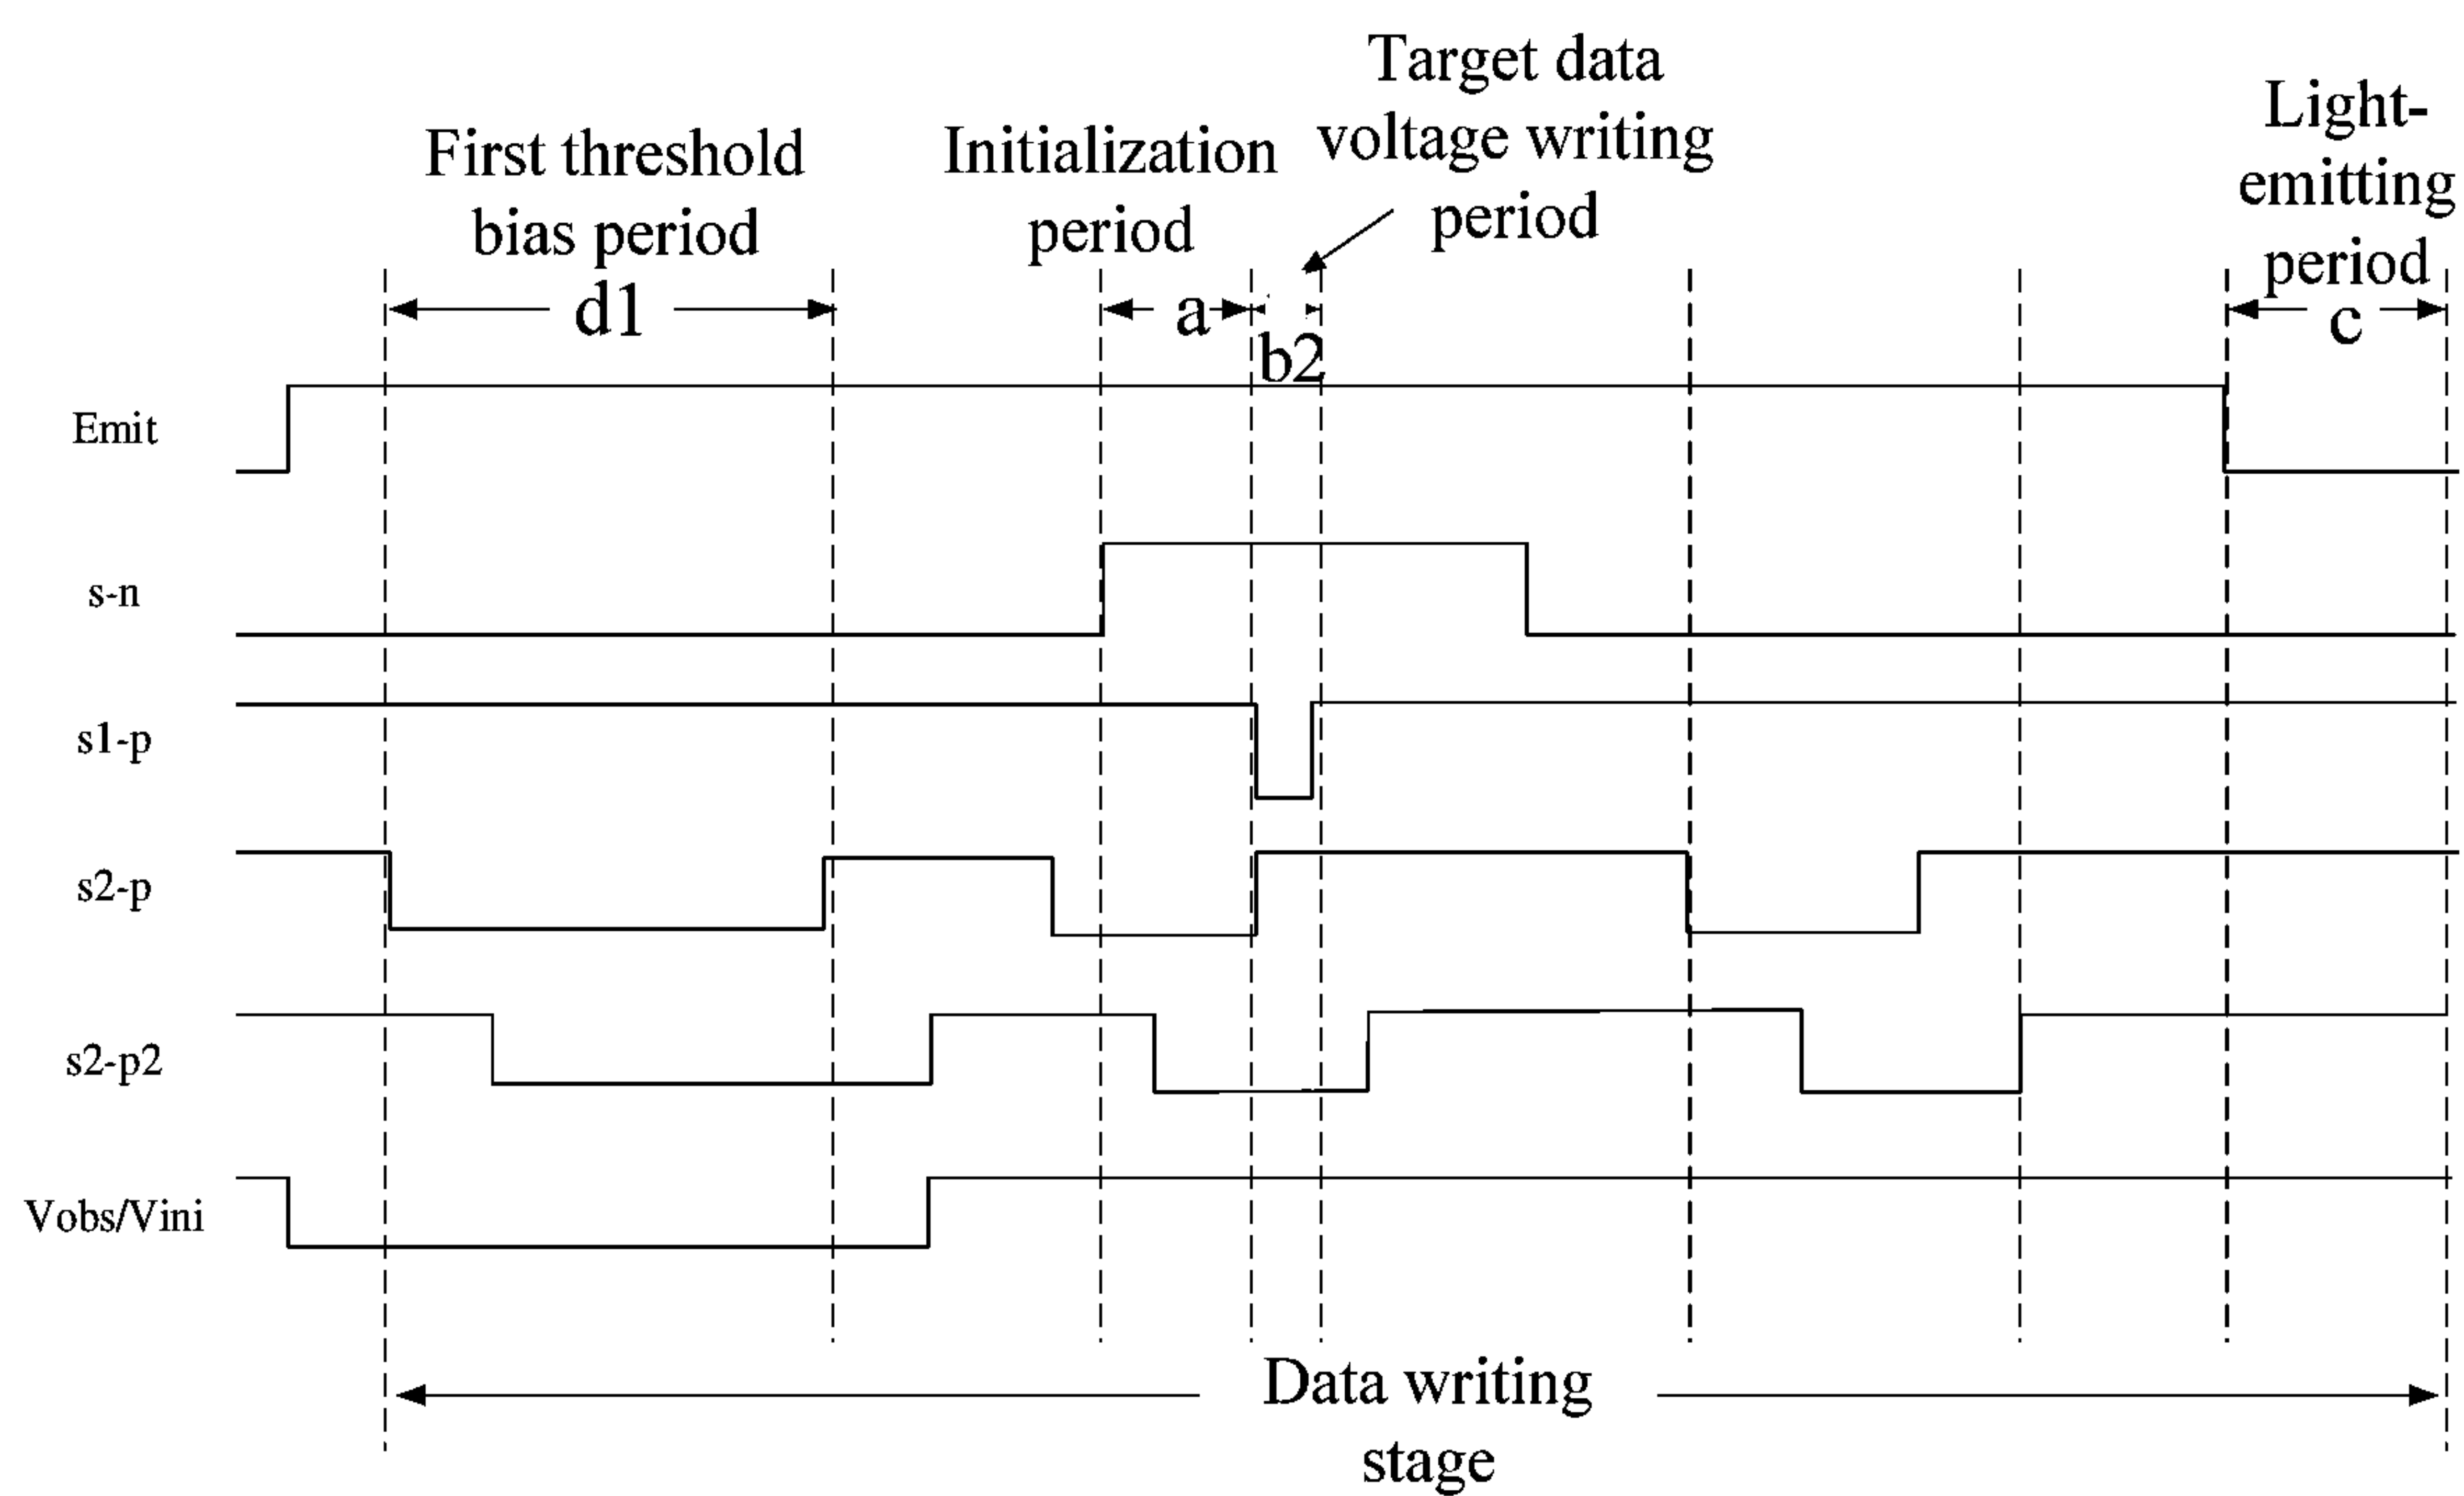 First threshold
bias period
d1
Initialization
period
a
Target data
voltage writing
period
b2
Light-
emitting
period
c
Emit
s-n
s1-p
s2-p
s2-p2
Vobs/Vini
Data writing
stage